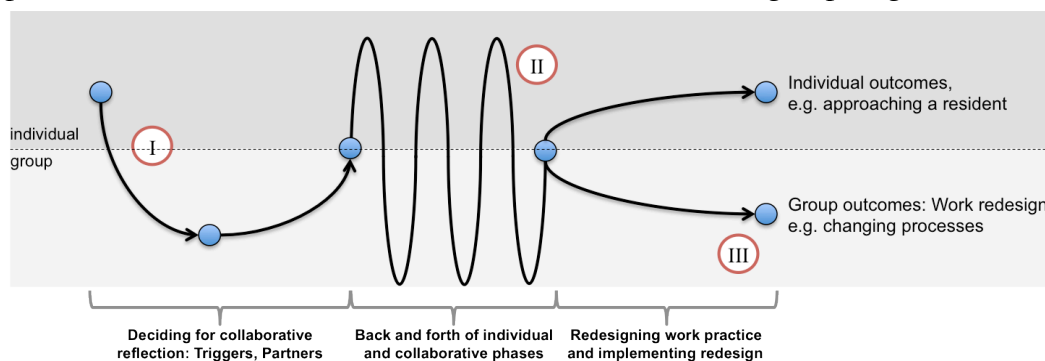 individual
group
I
II
III
Individual outcomes,
e.g. approaching a resident
Group outcomes: Work redesign
e.g. changing processes
Deciding for collaborative
reflection: Triggers, Partners
Back and forth of individual
and collaborative phases
Redesigning work practice
and implementing redesign